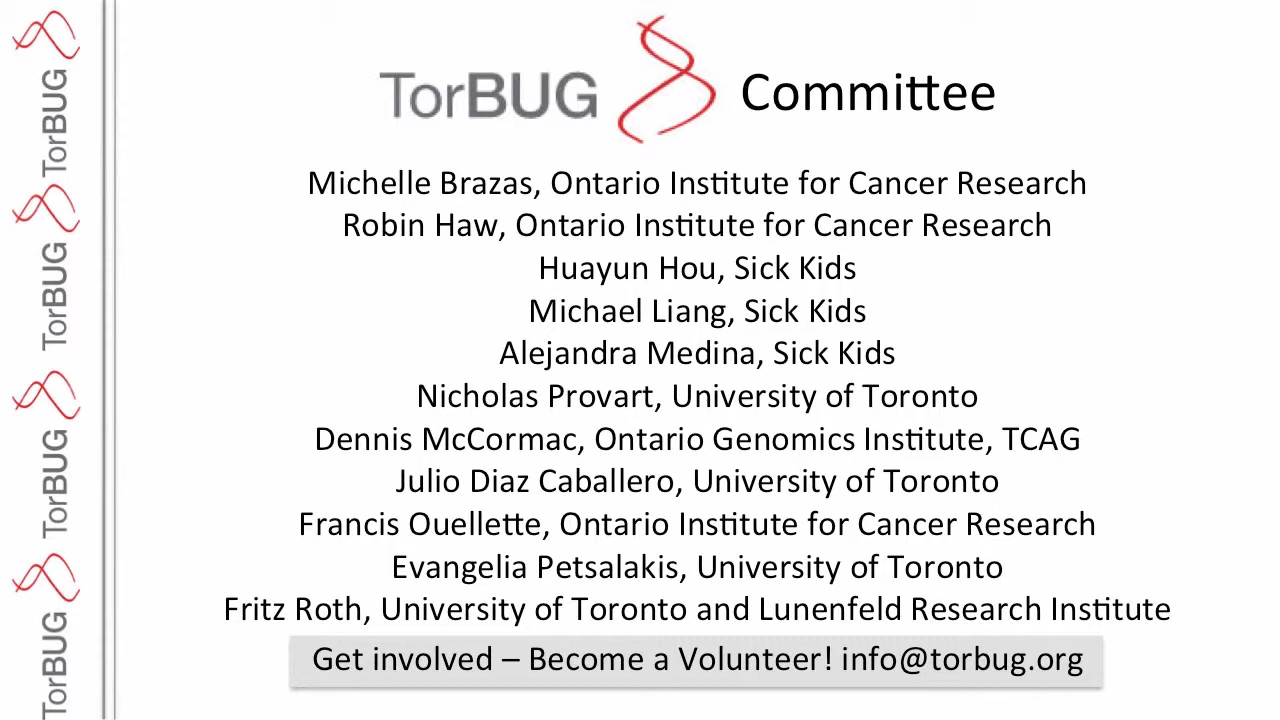 TorBUG Committee
Michelle Brazas, Ontario Institute for Cancer Research
Robin Haw, Ontario Institute for Cancer Research
Huayun Hou, Sick Kids
Michael Liang, Sick Kids
Alejandra Medina, Sick Kids
Nicholas Provart, University of Toronto
Dennis McCormac, Ontario Genomics Institute, TCAG
Julio Diaz Caballero, University of Toronto
Francis Ouellette, Ontario Institute for Cancer Research
Evangelia Petsalakis, University of Toronto
Fritz Roth, University of Toronto and Lunenfeld Research Institute
Get involved – Become a Volunteer! info@torbug.org
TorBUG
TorBUG
TorBUG
TorBUG